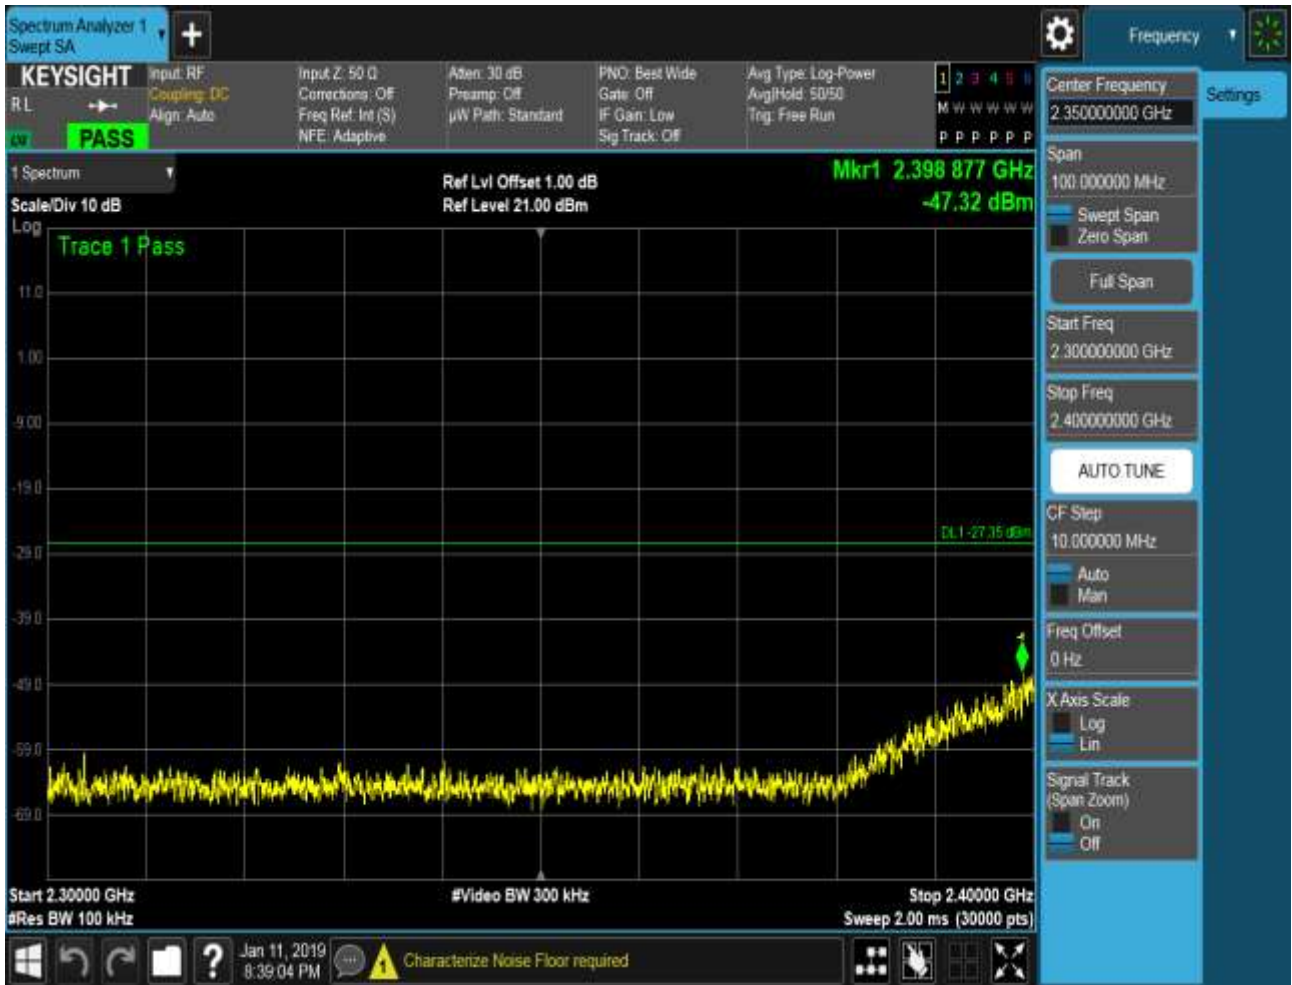 Spectrum Analyzer 1
Swept SA
+
Frequency
KEYSIGHT
R L
PASS
Input: RF
Coupling: DC
Align: Auto
Input Z: 50 Ω
Corrections: Off
Freq Ref: Int (S)
NFE: Adaptive
Atten: 30 dB
Preamp: Off
µW Path: Standard
PNO: Best Wide
Gate: Off
IF Gain: Low
Sig Track: Off
Avg Type: Log-Power
Avg|Hold: 50/50
Trig: Free Run
1 2 3 4 5 6
M W W W W W
P P P P P P
1 Spectrum
Scale/Div 10 dB
Log
Ref Lvl Offset 1.00 dB
Ref Level 21.00 dBm
Mkr1 2.398 877 GHz
-47.32 dBm
Trace 1 Pass
11.0
1.00
-9.00
-19.0
DL1 -27.35 dBm
-29.0
-39.0
-49.0
-59.0
-69.0
Start 2.30000 GHz
#Res BW 100 kHz
#Video BW 300 kHz
Stop 2.40000 GHz
Sweep 2.00 ms (30000 pts)
Center Frequency
2.350000000 GHz
Settings
Span
100.000000 MHz
Swept Span
Zero Span
Full Span
Start Freq
2.300000000 GHz
Stop Freq
2.400000000 GHz
AUTO TUNE
CF Step
10.000000 MHz
Auto
Man
Freq Offset
0 Hz
X Axis Scale
Log
Lin
Signal Track
(Span Zoom)
On
Off
?
Jan 11, 2019
8:39:04 PM
1
Characterize Noise Floor required